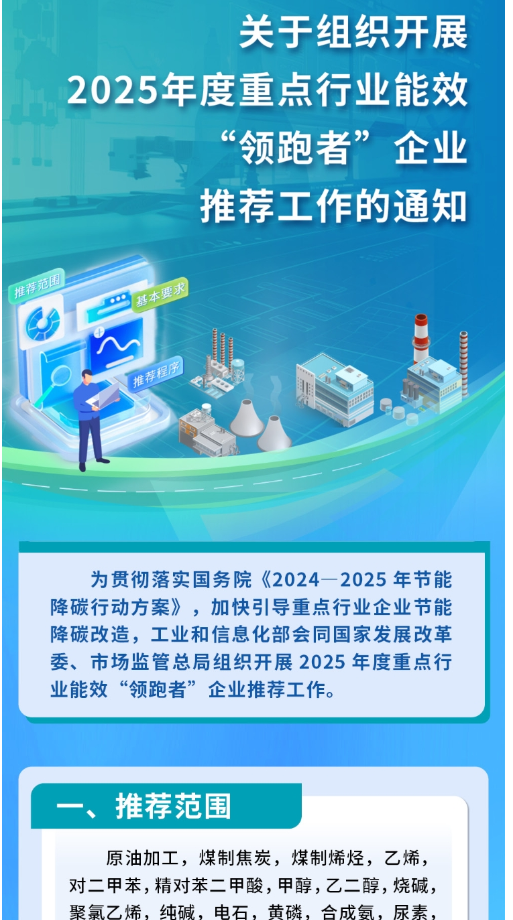 关于组织开展
2025年度重点行业能效
“领跑者”企业
推荐工作的通知
推荐范围
基本要求
推荐程序
为贯彻落实国务院《2024—2025 年节能
降碳行动方案》，加快引导重点行业企业节能
降碳改造，工业和信息化部会同国家发展改革
委、市场监管总局组织开展 2025 年度重点行
业能效“领跑者”企业推荐工作。
一、推荐范围
原油加工，煤制焦炭，煤制烯烃，乙烯，
对二甲苯，精对苯二甲酸，甲醇，乙二醇，烧碱，
聚氯乙烯，纯碱，电石，黄磷，合成氨，尿素，